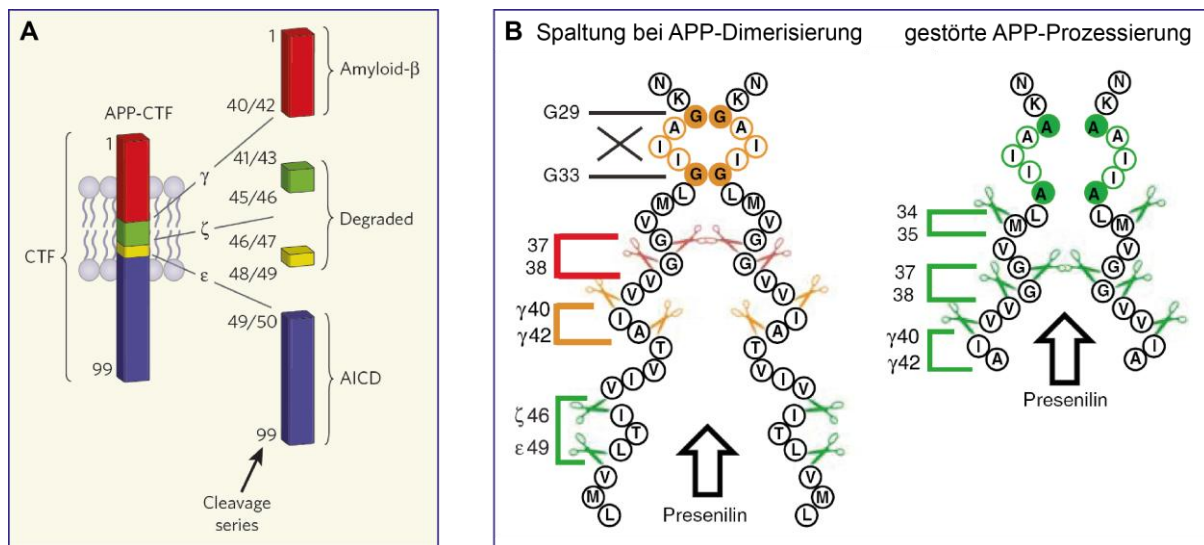 A
APP-CTF
1
CTF
99
γ
ζ
ε
1
40/42
Amyloid-β
41/43
45/46
46/47
48/49
Degraded
49/50
AICD
99
Cleavage
series
B
Spaltung bei APP-Dimerisierung
G29
G33
37
38
γ40
γ42
ζ46
ε49
N N
K K
G G
A A
I I
I I
G G
L L
M M
V V
G G
G G
V V
V V
I I
A A
T T
V V
I I
V V
I I
T T
L L
V V
M M
L L
Presenilin
gestörte APP-Prozessierung
34
35
37
38
γ40
γ42
N N
K K
A A
A A
I I
I I
A A
L L
M M
V V
G G
G G
V V
V V
I I
A A
Presenilin